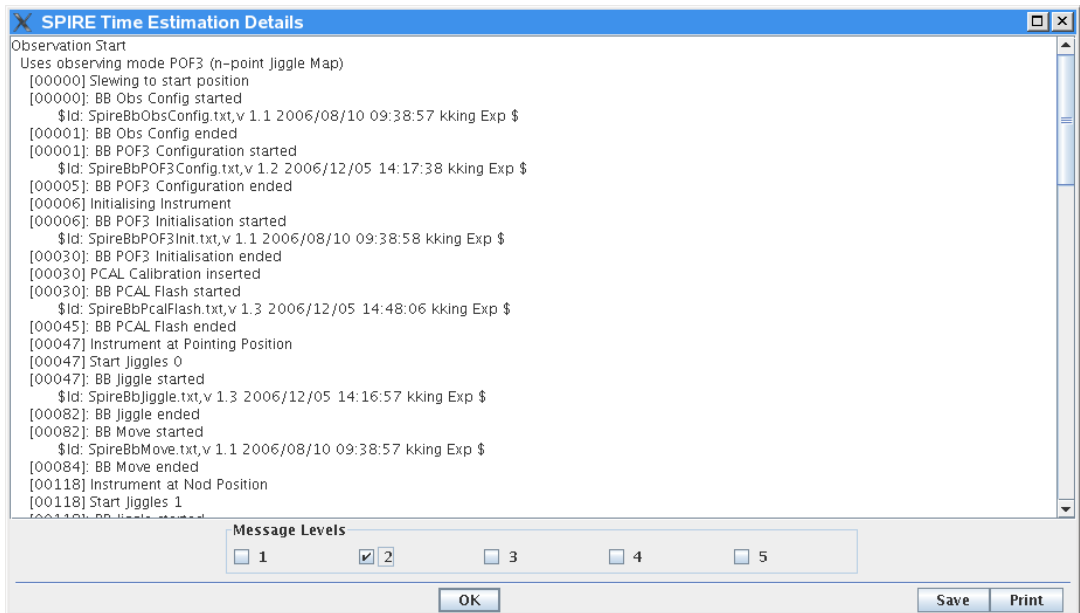 SPIRE Time Estimation Details
Observation Start
Uses observing mode POF3 (n-point Jiggle Map)
[00000] Slewing to start position
[00000]: BB Obs Config started
$Id: SpireBbObsConfig.txt,v 1.1 2006/08/10 09:38:57 kking Exp $
[00001]: BB Obs Config ended
[00001]: BB POF3 Configuration started
$Id: SpireBbPOF3Config.txt,v 1.2 2006/12/05 14:17:38 kking Exp $
[00005]: BB POF3 Configuration ended
[00006] Initialising Instrument
[00006]: BB POF3 Initialisation started
$Id: SpireBbPOF3Init.txt,v 1.1 2006/08/10 09:38:58 kking Exp $
[00030]: BB POF3 Initialisation ended
[00030] PCAL Calibration inserted
[00030]: BB PCAL Flash started
$Id: SpireBbPcalFlash.txt,v 1.3 2006/12/05 14:48:06 kking Exp $
[00045]: BB PCAL Flash ended
[00047] Instrument at Pointing Position
[00047] Start Jiggles 0
[00047]: BB Jiggle started
$Id: SpireBbJiggle.txt,v 1.3 2006/12/05 14:16:57 kking Exp $
[00082]: BB Jiggle ended
[00082]: BB Move started
$Id: SpireBbMove.txt,v 1.1 2006/08/10 09:38:57 kking Exp $
[00084]: BB Move ended
[00118] Instrument at Nod Position
[00118] Start Jiggles 1
[00118]: BB Jiggle started
Message Levels
1 2 3 4 5
OK Save Print